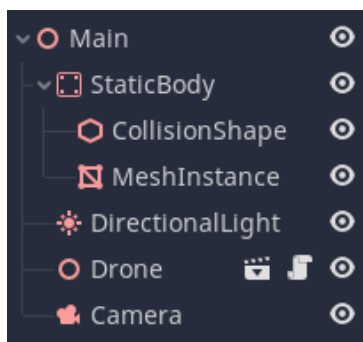 Main
StaticBody
CollisionShape
MeshInstance
DirectionalLight
Drone
Camera